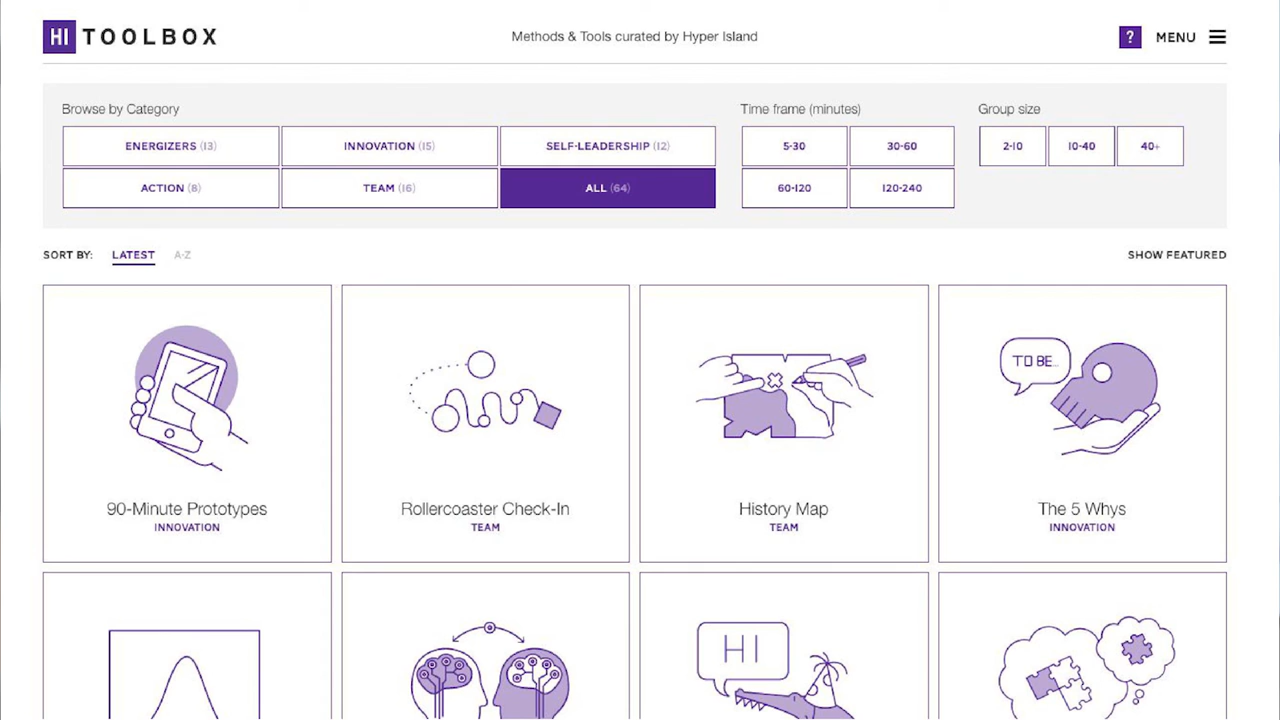 HI TOOLBOX
Methods & Tools curated by Hyper Island
? MENU
Browse by Category
Time frame (minutes)
Group size
ENERGIZERS (13)
INNOVATION (15)
SELF-LEADERSHIP (12)
5-30
30-60
2-10
10-40
40+
ACTION (8)
TEAM (16)
ALL (64)
60-120
120-240
SORT BY: LATEST A-Z
SHOW FEATURED
TO BE...
90-Minute Prototypes
INNOVATION
Rollercoaster Check-In
TEAM
History Map
TEAM
The 5 Whys
INNOVATION
HI